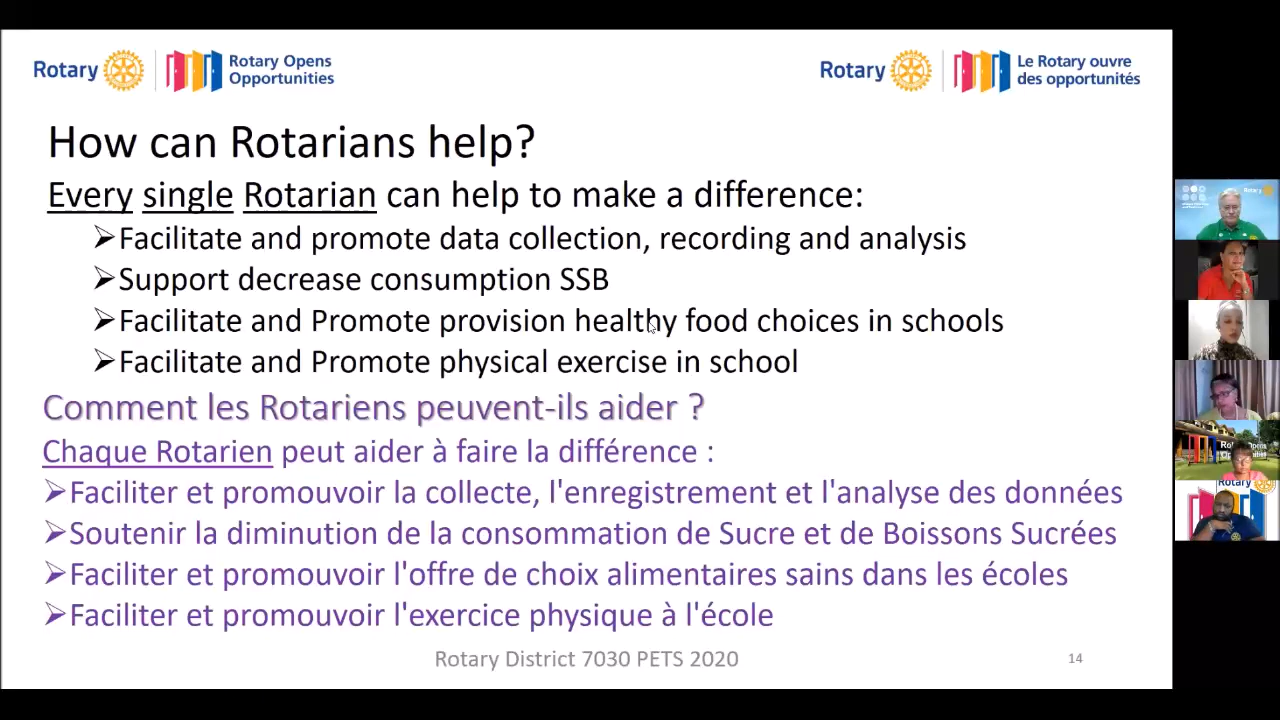 Rotary
Rotary Opens
Opportunities
Rotary
Le Rotary ouvre
des opportunités
How can Rotarians help?
Every single Rotarian can help to make a difference:
➢Facilitate and promote data collection, recording and analysis
➢Support decrease consumption SSB
➢Facilitate and Promote provision healthy food choices in schools
➢Facilitate and Promote physical exercise in school
Comment les Rotariens peuvent-ils aider ?
Chaque Rotarien peut aider à faire la différence :
➢Faciliter et promouvoir la collecte, l'enregistrement et l'analyse des données
➢Soutenir la diminution de la consommation de Sucre et de Boissons Sucrées
➢Faciliter et promouvoir l'offre de choix alimentaires sains dans les écoles
➢Faciliter et promouvoir l'exercice physique à l'école
Rotary District 7030 PETS 2020
14
Rotary
Rotary